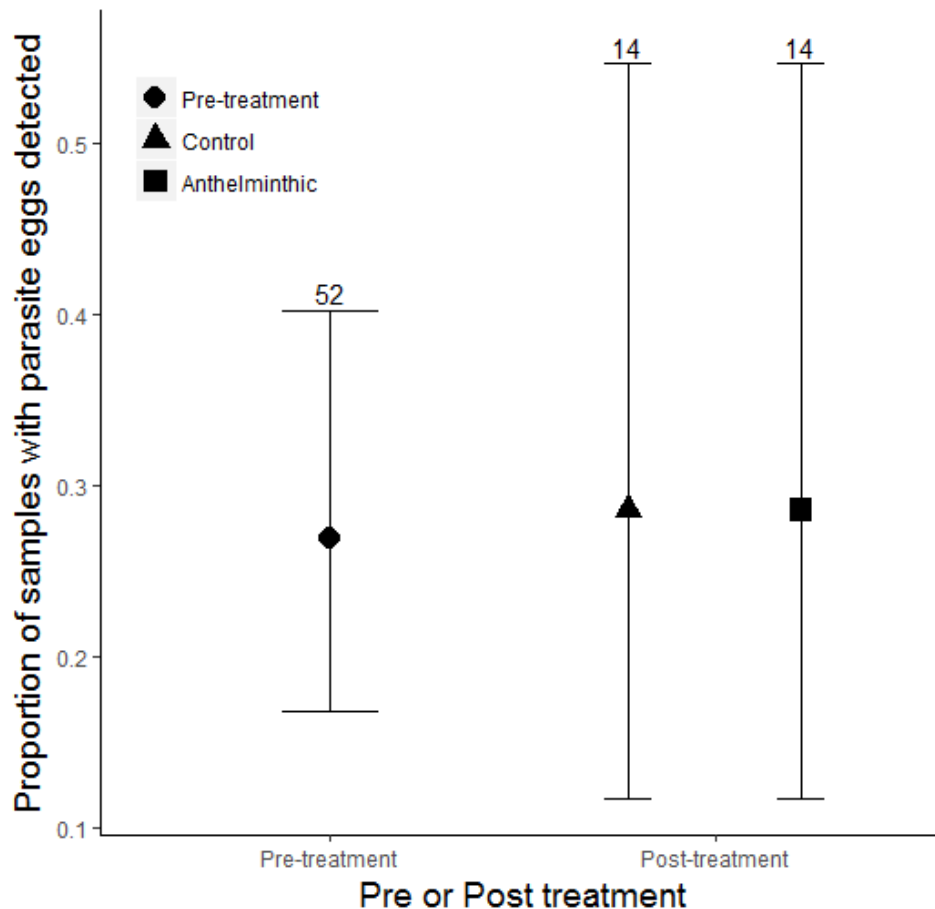 Proportion of samples with parasite eggs detected
14
14
Pre-treatment
Control
Anthelminthic
0.5
52
0.4
0.3
0.2
0.1
Pre-treatment
Post-treatment
Pre or Post treatment